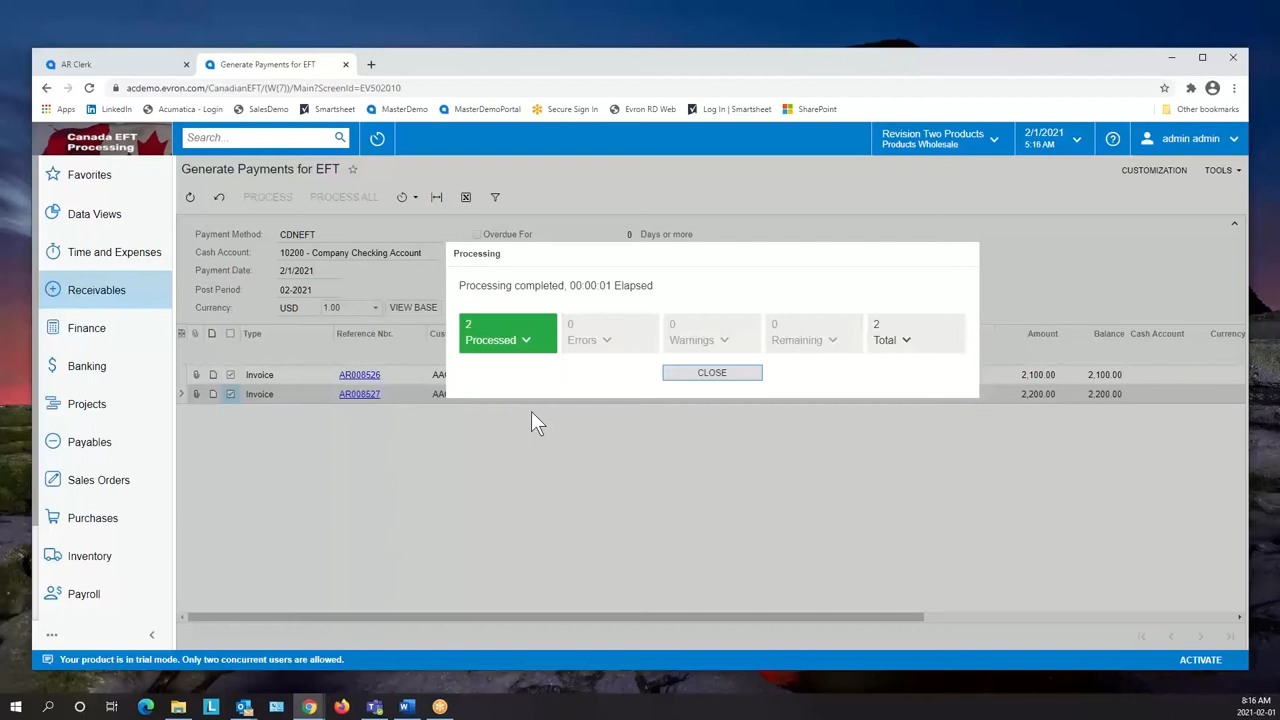 AR Clerk
Generate Payments for EFT
acdemo.evron.com/CanadianEFT/(W(7))/Main?ScreenId=EV502010
Apps
LinkedIn
Acumatica - Login
SalesDemo
Smartsheet
MasterDemo
MasterDemoPortal
Secure Sign In
Evron RD Web
Log In | Smartsheet
SharePoint
Other bookmarks
Canada EFT
Processing
Search...
Revision Two Products
Products Wholesale
2/1/2021
5:16 AM
admin admin
Favorites
Data Views
Time and Expenses
Receivables
Finance
Banking
Projects
Payables
Sales Orders
Purchases
Inventory
Payroll
Generate Payments for EFT
CUSTOMIZATION
TOOLS
PROCESS
PROCESS ALL
Payment Method: CDNEFT
Overdue For 0 Days or more
Cash Account: 10200 - Company Checking Account
Payment Date: 2/1/2021
Post Period: 02-2021
Currency: USD 1.00 VIEW BASE
Type Reference Nbr. Amount Balance Cash Account Currency
Invoice AR008526 2,100.00 2,100.00
Invoice AR008527 2,200.00 2,200.00
Processing
Processing completed, 00:00:01 Elapsed
2
Processed
0
Errors
0
Warnings
0
Remaining
2
Total
CLOSE
Your product is in trial mode. Only two concurrent users are allowed.
ACTIVATE
8:16 AM
2021-02-01